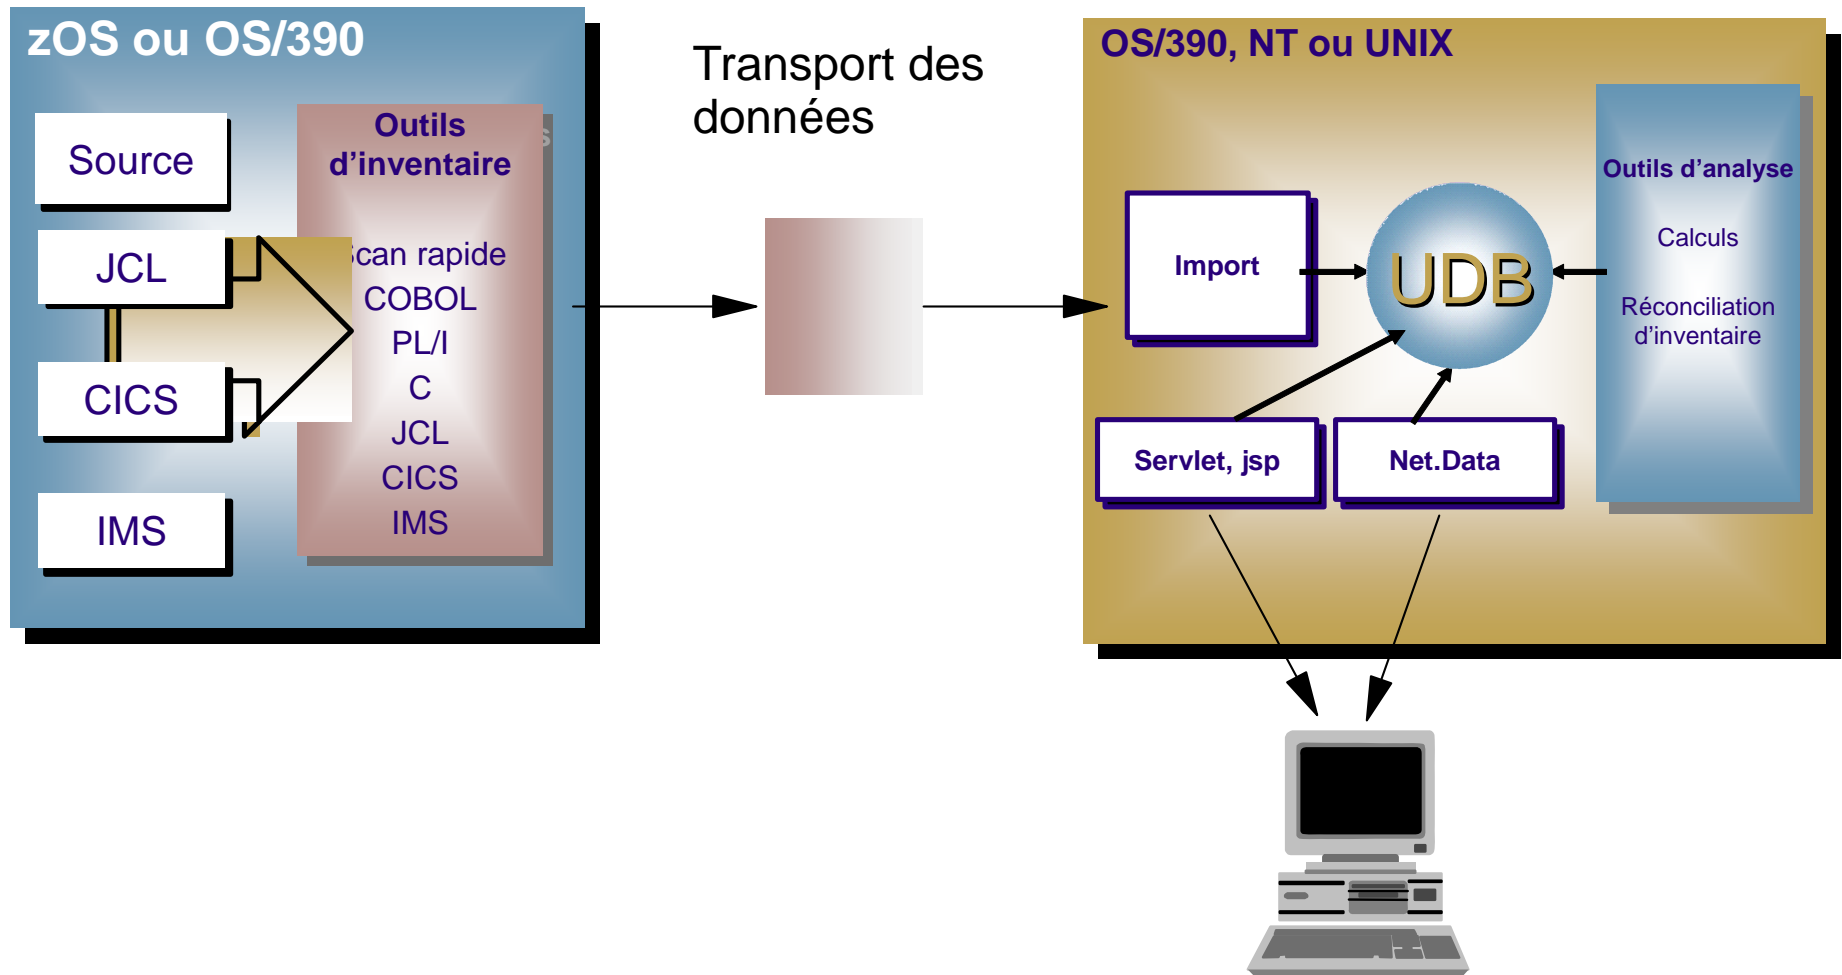 zOS ou OS/390
Source
JCL
CICS
IMS
Outils
d'inventaire
Scan rapide
COBOL
PL/I
C
JCL
CICS
IMS
Transport des
données
OS/390, NT ou UNIX
Import
UDB
Servlet, jsp
Net.Data
Outils d'analyse
Calculs
Réconciliation
d'inventaire